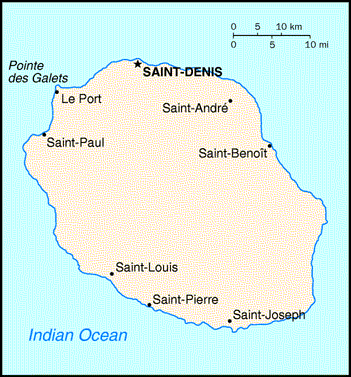 0 5 10 km
0 5 10 mi
Pointe
des Galets
SAINT-DENIS
Le Port
Saint-André
Saint-Paul
Saint-Benoît
Saint-Louis
Saint-Pierre
Saint-Joseph
Indian Ocean